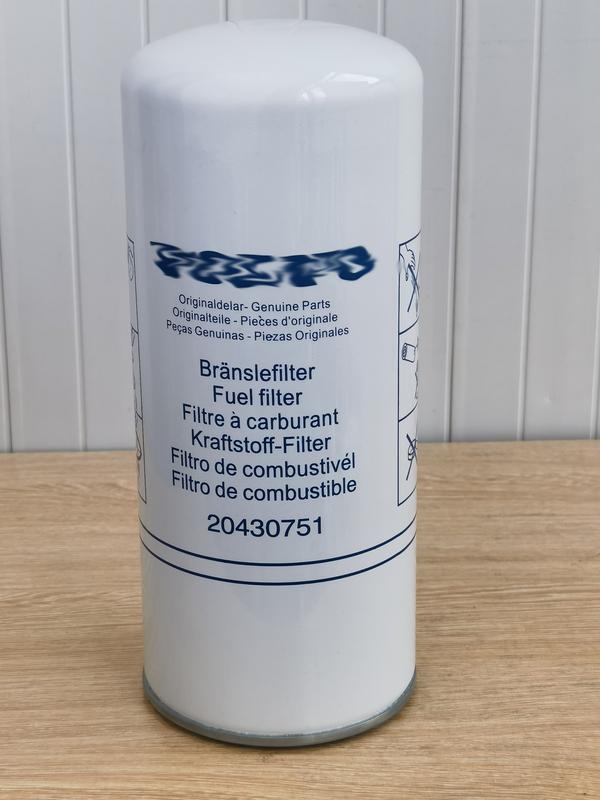 Originaldelar- Genuine Parts
Originalteile - Pièces d'originale
Peças Genuinas - Piezas Originales
Bränslefilter
Fuel filter
Filtre à carburant
Kraftstoff-Filter
Filtro de combustivél
Filtro de combustible
20430751